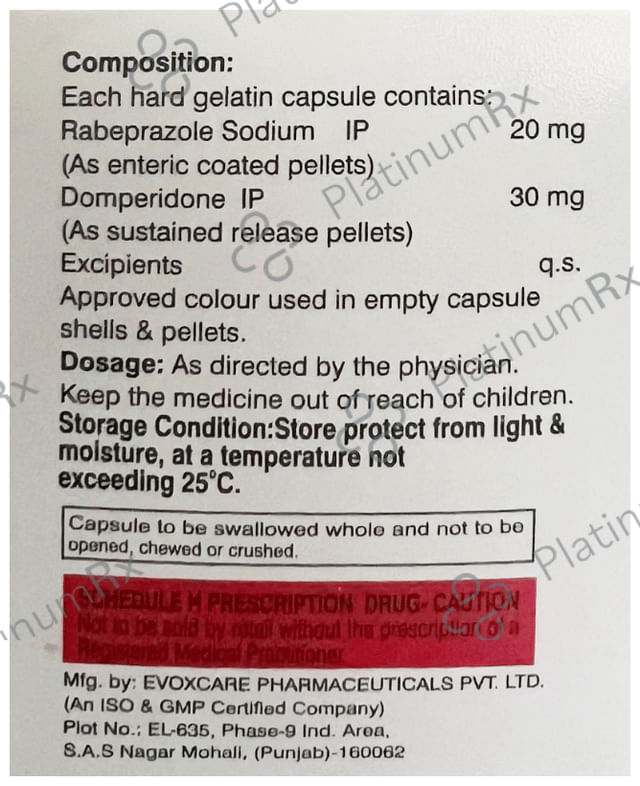 Composition:
Each hard gelatin capsule contains:
Rabeprazole Sodium IP 20 mg
(As enteric coated pellets)
Domperidone IP 30 mg
(As sustained release pellets)
Excipients q.s.
Approved colour used in empty capsule
shells & pellets.
Dosage: As directed by the physician.
Keep the medicine out of reach of children.
Storage Condition:Store protect from light &
moisture, at a temperature not
exceeding 25°C.
Capsule to be swallowed whole and not to be
opened, chewed or crushed.
SCHEDULE H PRESCRIPTION DRUG- CAUTION
Not to be sold by retail without the prescription of a
Registered Medical Practitioner
Mfg. by: EVOXCARE PHARMACEUTICALS PVT. LTD.
(An ISO & GMP Certified Company)
Plot No.: EL-635, Phase-9 Ind. Area,
S.A.S Nagar Mohali, (Punjab)-160062
PlatinumRx
PlatinumRx